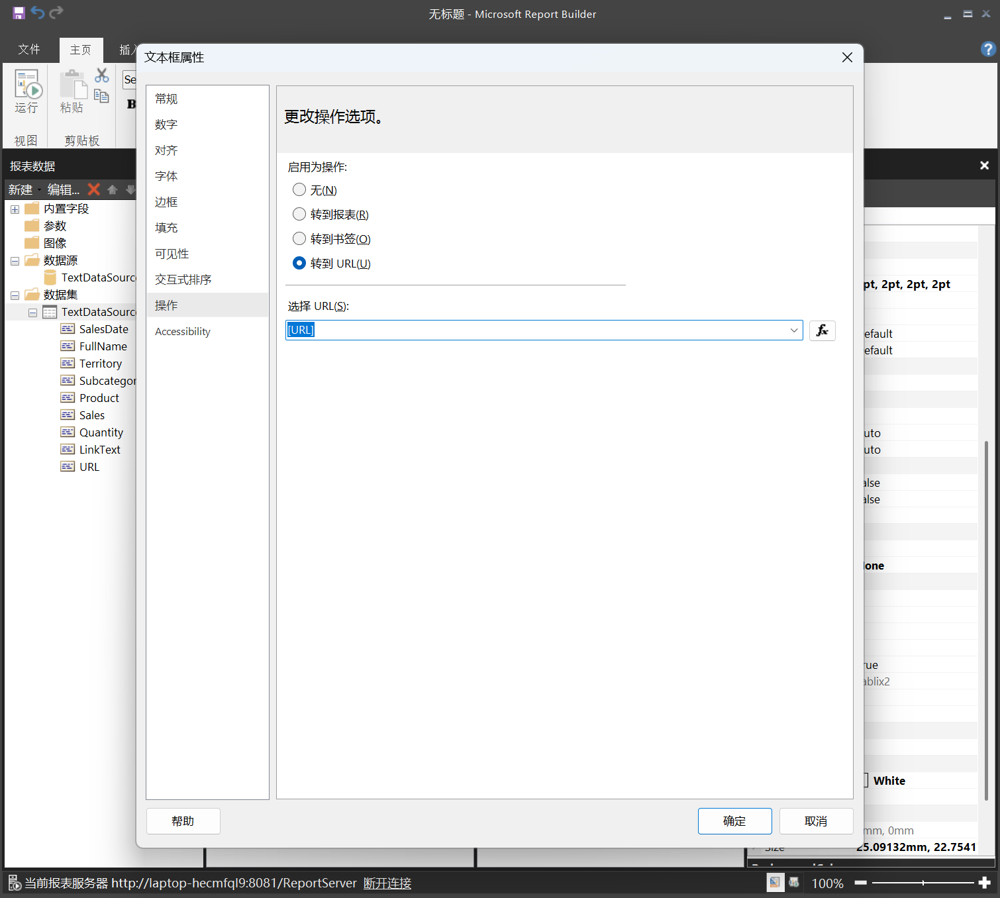 无标题 - Microsoft Report Builder
文件
主页
插入
运行
粘贴
Se
B
视图
剪贴板
报表数据
新建
编辑...
内置字段
参数
图像
数据源
TextDataSourc
数据集
TextDataSourc
SalesDate
FullName
Territory
Subcategor
Product
Sales
Quantity
LinkText
URL
文本框属性
常规
数字
对齐
字体
边框
填充
可见性
交互式排序
操作
Accessibility
更改操作选项。
启用为操作:
无(N)
转到报表(R)
转到书签(O)
转到 URL(U)
选择 URL(S):
[URL]
fx
帮助
确定
取消
pt, 2pt, 2pt, 2pt
efault
efault
uto
uto
alse
alse
lone
rue
ablix2
White
mm, 0mm
Size
25.09132mm, 22.7541
当前报表服务器 http://laptop-hecmfql9:8081/ReportServer 断开连接
100%